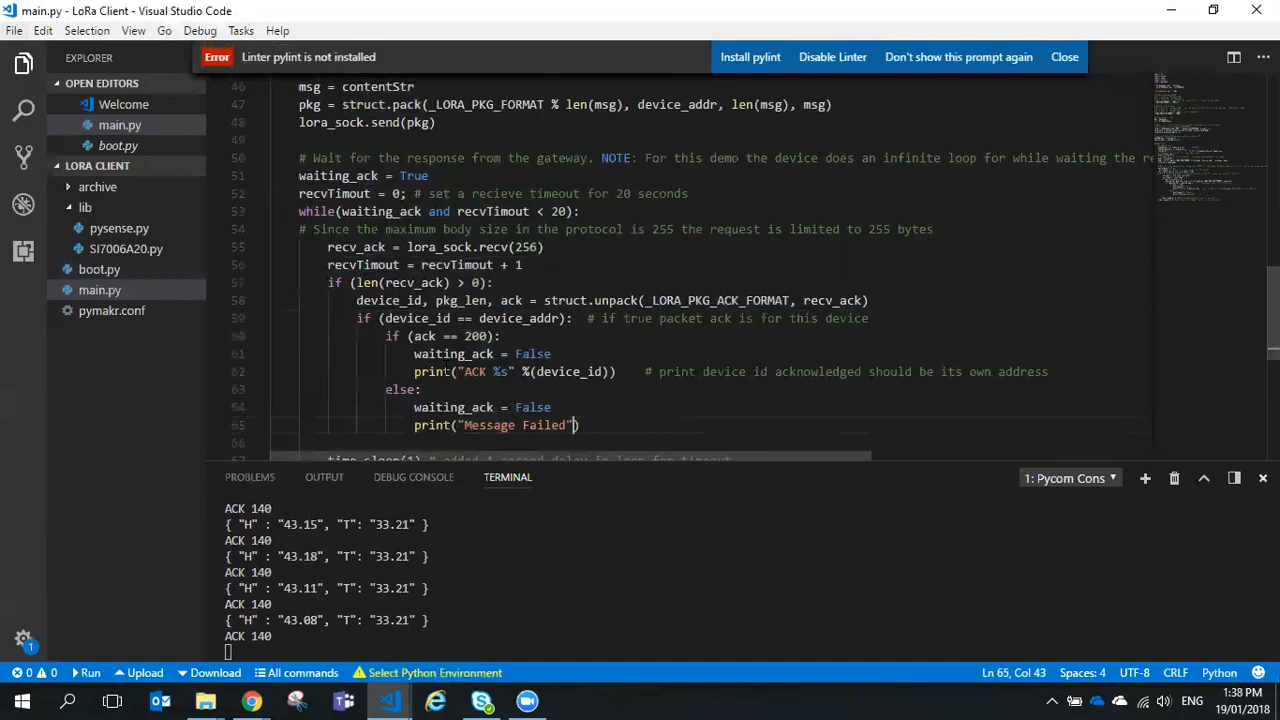 main.py - LoRa Client - Visual Studio Code
File Edit Selection View Go Debug Tasks Help
EXPLORER
Error Linter pylint is not installed
Install pylint Disable Linter Don't show this prompt again Close
OPEN EDITORS
Welcome
main.py
boot.py
LORA CLIENT
archive
lib
pysense.py
SI7006A20.py
boot.py
main.py
pymakr.conf
46 msg = contentStr
47 pkg = struct.pack(_LORA_PKG_FORMAT % len(msg), device_addr, len(msg), msg)
48 lora_sock.send(pkg)
49
50 # Wait for the response from the gateway. NOTE: For this demo the device does an infinite loop for while waiting the re
51 waiting_ack = True
52 recvTimout = 0; # set a recieve timeout for 20 seconds
53 while(waiting_ack and recvTimout < 20):
54 # Since the maximum body size in the protocol is 255 the request is limited to 255 bytes
55 recv_ack = lora_sock.recv(256)
56 recvTimout = recvTimout + 1
57 if (len(recv_ack) > 0):
58 device_id, pkg_len, ack = struct.unpack(_LORA_PKG_ACK_FORMAT, recv_ack)
59 if (device_id == device_addr): # if true packet ack is for this device
60 if (ack == 200):
61 waiting_ack = False
62 print("ACK %s" %(device_id)) # print device id acknowledged should be its own address
63 else:
64 waiting_ack = False
65 print("Message Failed")
66
67 time.sleep(1) # added 1 second delay in loop for timeout
PROBLEMS OUTPUT DEBUG CONSOLE TERMINAL
1: Pycom Cons
ACK 140
{ "H" : "43.15", "T": "33.21" }
ACK 140
{ "H" : "43.18", "T": "33.21" }
ACK 140
{ "H" : "43.11", "T": "33.21" }
ACK 140
{ "H" : "43.08", "T": "33.21" }
ACK 140
1
0 0 Run Upload Download All commands Select Python Environment
Ln 65, Col 43 Spaces: 4 UTF-8 CRLF Python
ENG
1:38 PM
19/01/2018